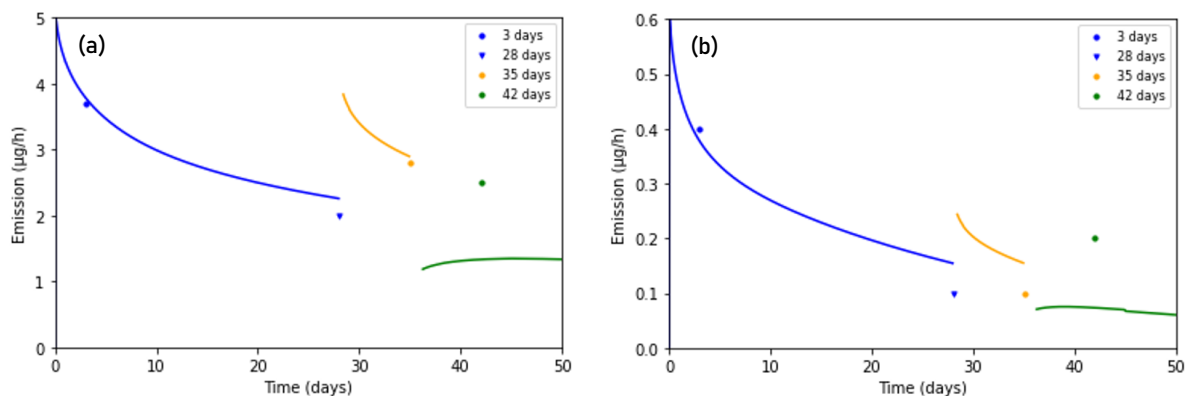 (a)
Emission (µg/h)
5
4
3
2
1
0
0 10 20 30 40 50
Time (days)
3 days
28 days
35 days
42 days
(b)
Emission (µg/h)
0.6
0.5
0.4
0.3
0.2
0.1
0.0
0 10 20 30 40 50
Time (days)
3 days
28 days
35 days
42 days